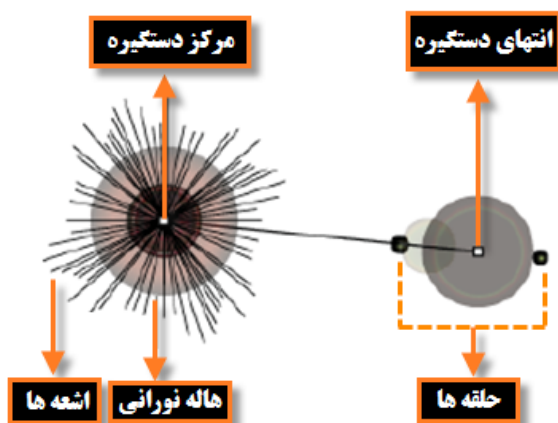 انتهای دستگیره
مرکز دستگیره
حلقه ها
هاله نورانی
اشعه ها